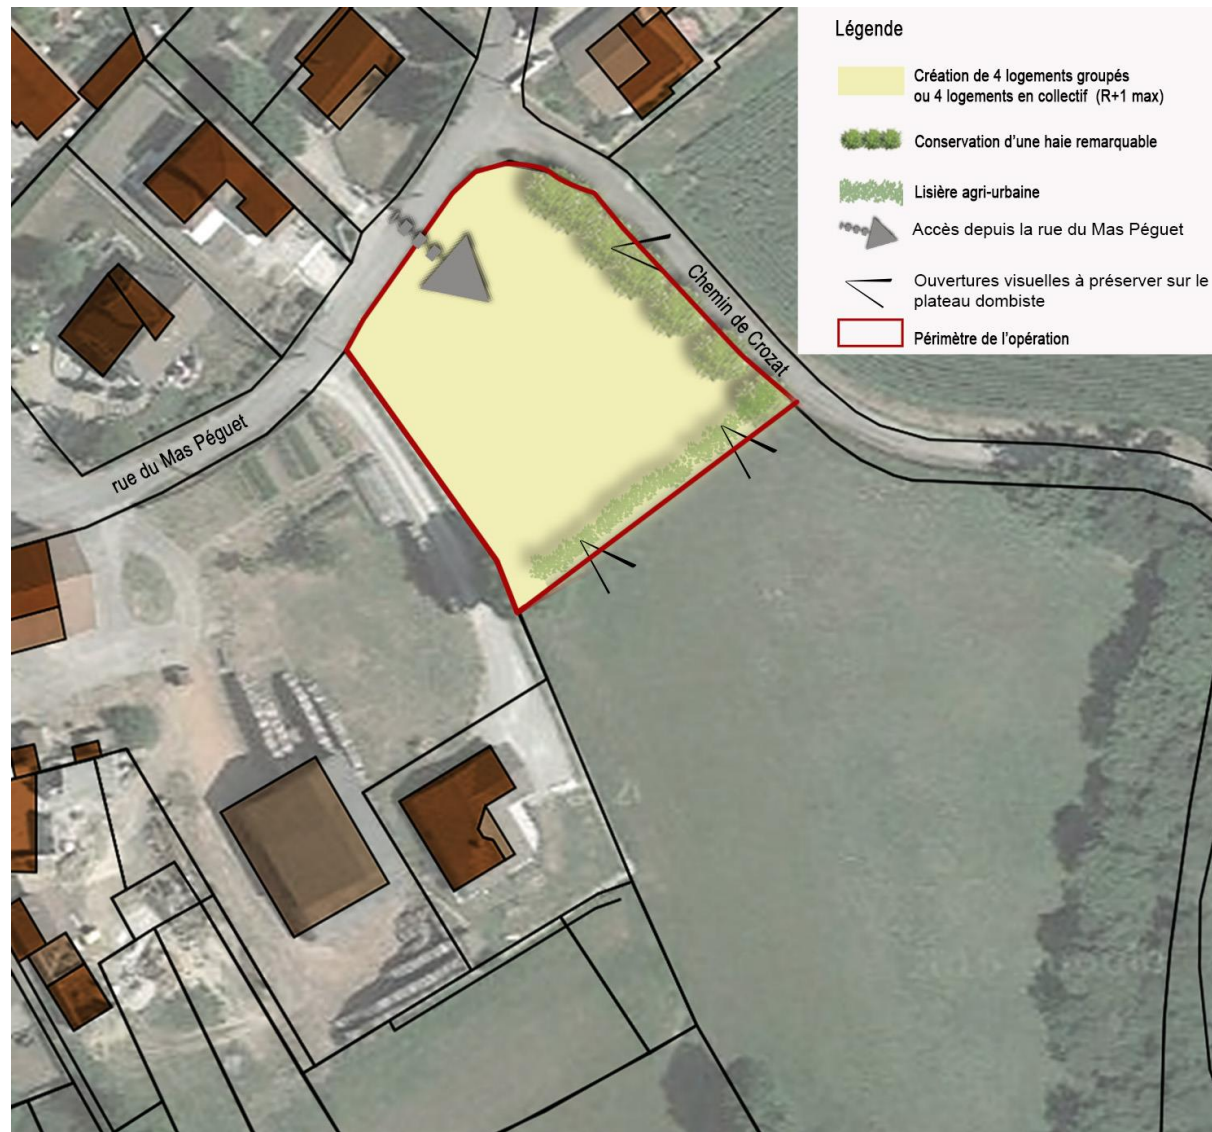 Légende
Création de 4 logements groupés
ou 4 logements en collectif (R+1 max)
Conservation d'une haie remarquable
Lisière agri-urbaine
Accès depuis la rue du Mas Péguet
Ouvertures visuelles à préserver sur le
plateau dombiste
Périmètre de l'opération
Chemin de Crozat
rue du Mas Péguet